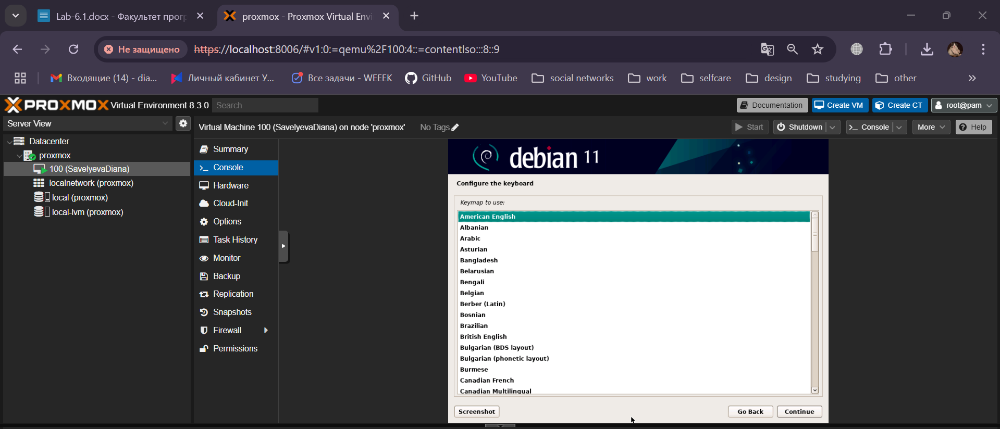 Lab-6.1.docx - Факультет прогр
proxmox - Proxmox Virtual Envi
Не защищено
https://localhost:8006/#v1:0:=qemu%2F100:4::=contentIso:::8::9
Входящие (14) - dia...
Личный кабинет У...
Все задачи - WEEEK
GitHub
YouTube
social networks
work
selfcare
design
studying
other
PROXMOX Virtual Environment 8.3.0
Search
Documentation
Create VM
Create CT
root@pam
Server View
Virtual Machine 100 (SavelyevaDiana) on node 'proxmox'
No Tags
Start
Shutdown
Console
More
Help
Datacenter
proxmox
100 (SavelyevaDiana)
localnetwork (proxmox)
local (proxmox)
local-lvm (proxmox)
Summary
Console
Hardware
Cloud-Init
Options
Task History
Monitor
Backup
Replication
Snapshots
Firewall
Permissions
debian 11
Configure the keyboard
Keymap to use:
American English
Albanian
Arabic
Asturian
Bangladesh
Belarusian
Bengali
Belgian
Berber (Latin)
Bosnian
Brazilian
British English
Bulgarian (BDS layout)
Bulgarian (phonetic layout)
Burmese
Canadian French
Canadian Multilingual
Screenshot
Go Back
Continue